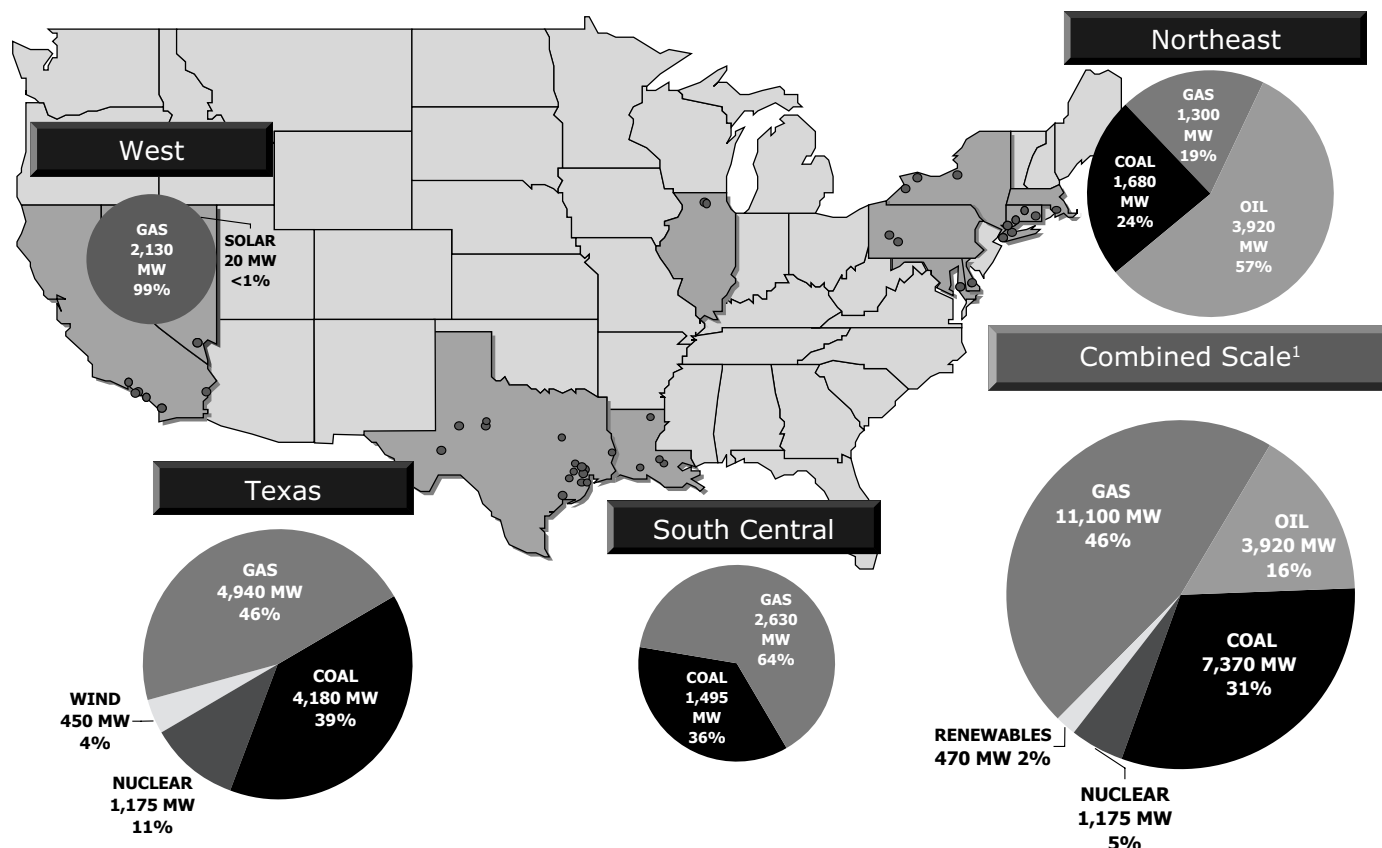 Northeast
GAS
1,300
MW
19%
COAL
1,680
MW
24%
OIL
3,920
MW
57%
West
GAS
2,130
MW
99%
SOLAR
20 MW
<1%
Combined Scale¹
GAS
11,100 MW
46%
OIL
3,920 MW
16%
COAL
7,370 MW
31%
RENEWABLES
470 MW 2%
NUCLEAR
1,175 MW
5%
Texas
GAS
4,940 MW
46%
COAL
4,180 MW
39%
WIND
450 MW
4%
NUCLEAR
1,175 MW
11%
South Central
GAS
2,630
MW
64%
COAL
1,495
MW
36%